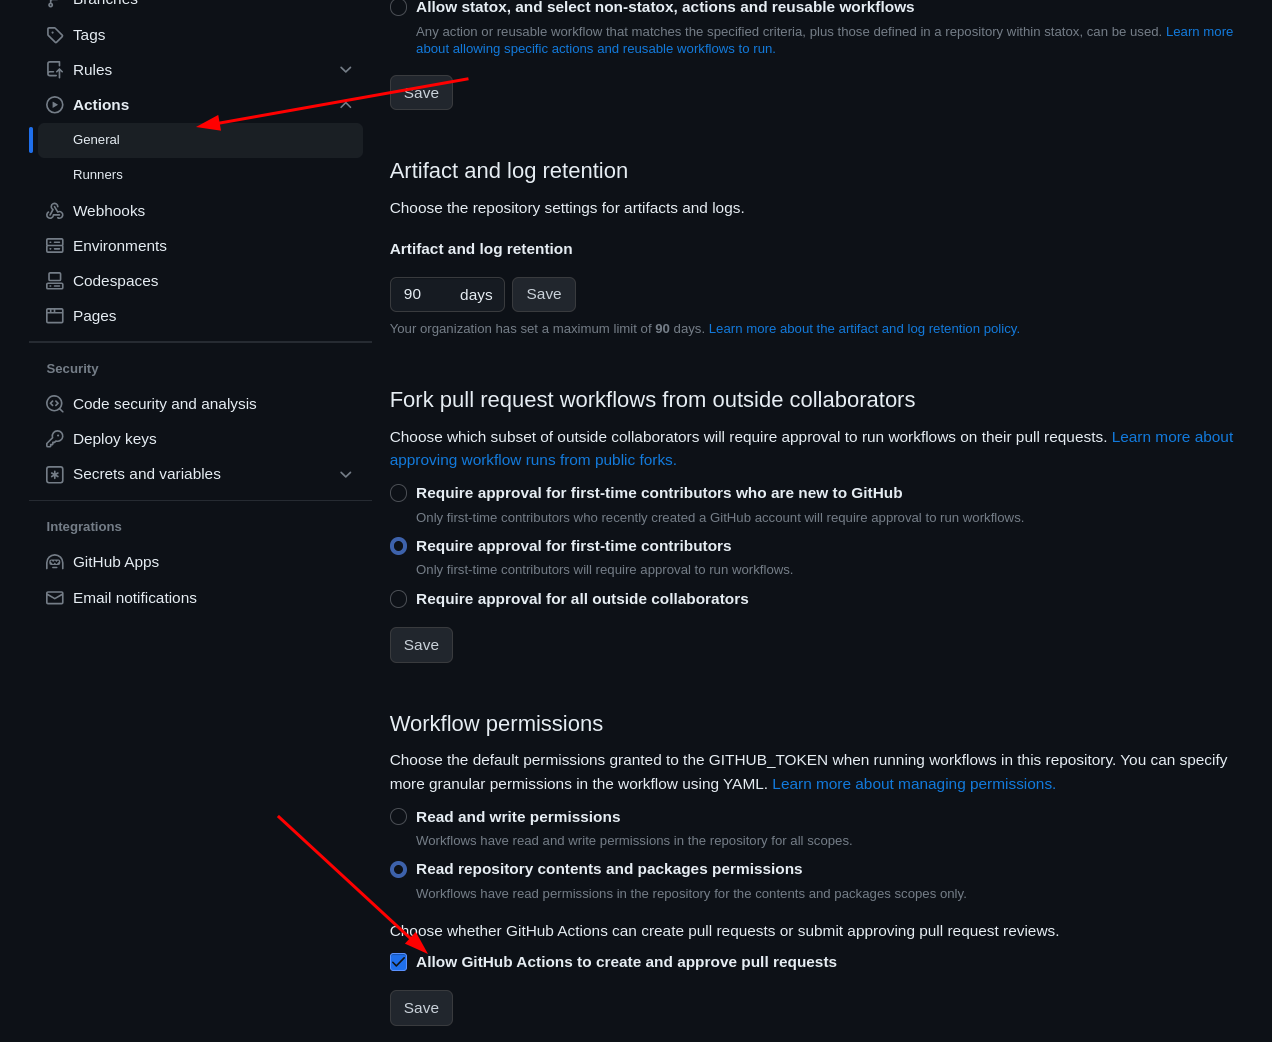 Branches
Tags
Rules
Actions
General
Runners
Webhooks
Environments
Codespaces
Pages
Security
Code security and analysis
Deploy keys
Secrets and variables
Integrations
GitHub Apps
Email notifications
Allow statox, and select non-statox, actions and reusable workflows
Any action or reusable workflow that matches the specified criteria, plus those defined in a repository within statox, can be used. Learn more
about allowing specific actions and reusable workflows to run.
Save
Artifact and log retention
Choose the repository settings for artifacts and logs.
Artifact and log retention
90 days Save
Your organization has set a maximum limit of 90 days. Learn more about the artifact and log retention policy.
Fork pull request workflows from outside collaborators
Choose which subset of outside collaborators will require approval to run workflows on their pull requests. Learn more about
approving workflow runs from public forks.
Require approval for first-time contributors who are new to GitHub
Only first-time contributors who recently created a GitHub account will require approval to run workflows.
Require approval for first-time contributors
Only first-time contributors will require approval to run workflows.
Require approval for all outside collaborators
Save
Workflow permissions
Choose the default permissions granted to the GITHUB_TOKEN when running workflows in this repository. You can specify
more granular permissions in the workflow using YAML. Learn more about managing permissions.
Read and write permissions
Workflows have read and write permissions in the repository for all scopes.
Read repository contents and packages permissions
Workflows have read permissions in the repository for the contents and packages scopes only.
Choose whether GitHub Actions can create pull requests or submit approving pull request reviews.
Allow GitHub Actions to create and approve pull requests
Save